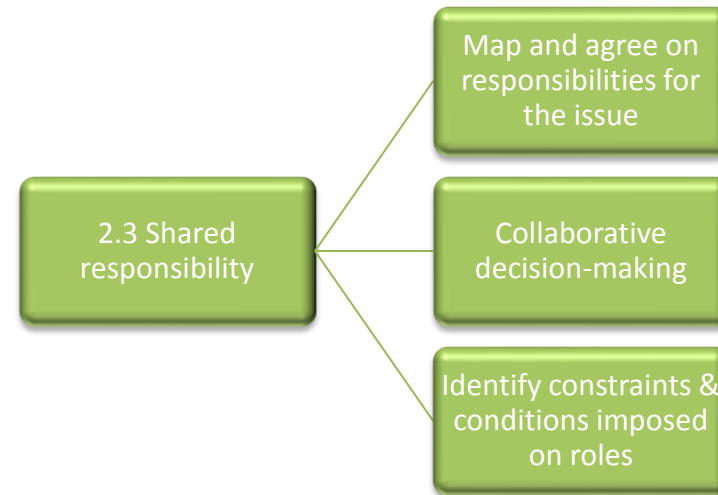 Map and agree on
responsibilities for
the issue
2.3 Shared
responsibility
Collaborative
decision-making
Identify constraints &
conditions imposed
on roles